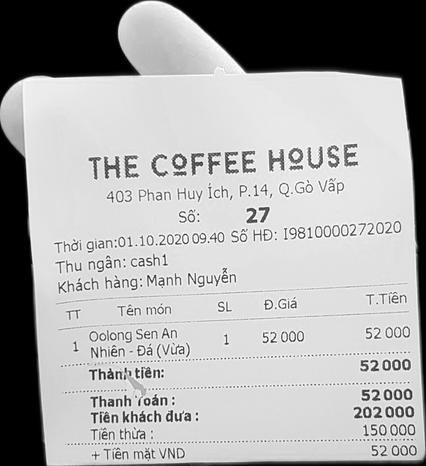 THE COFFEE HOUSE
403 Phan Huy Ích, P.14, Q.Gò Vấp
Số: 27
Thời gian:01.10.2020 09.40 Số HĐ: I9810000272020
Thu ngân: cash1
Khách hàng: Mạnh Nguyễn
TT Tên món SL Đ.Giá T.Tiền
1 Oolong Sen An Nhiên - Đá (Vừa) 1 52 000 52 000
Thành tiền: 52 000
Thanh toán : 52 000
Tiền khách đưa : 202 000
Tiền thừa : 150 000
+ Tiền mặt VND 52 000